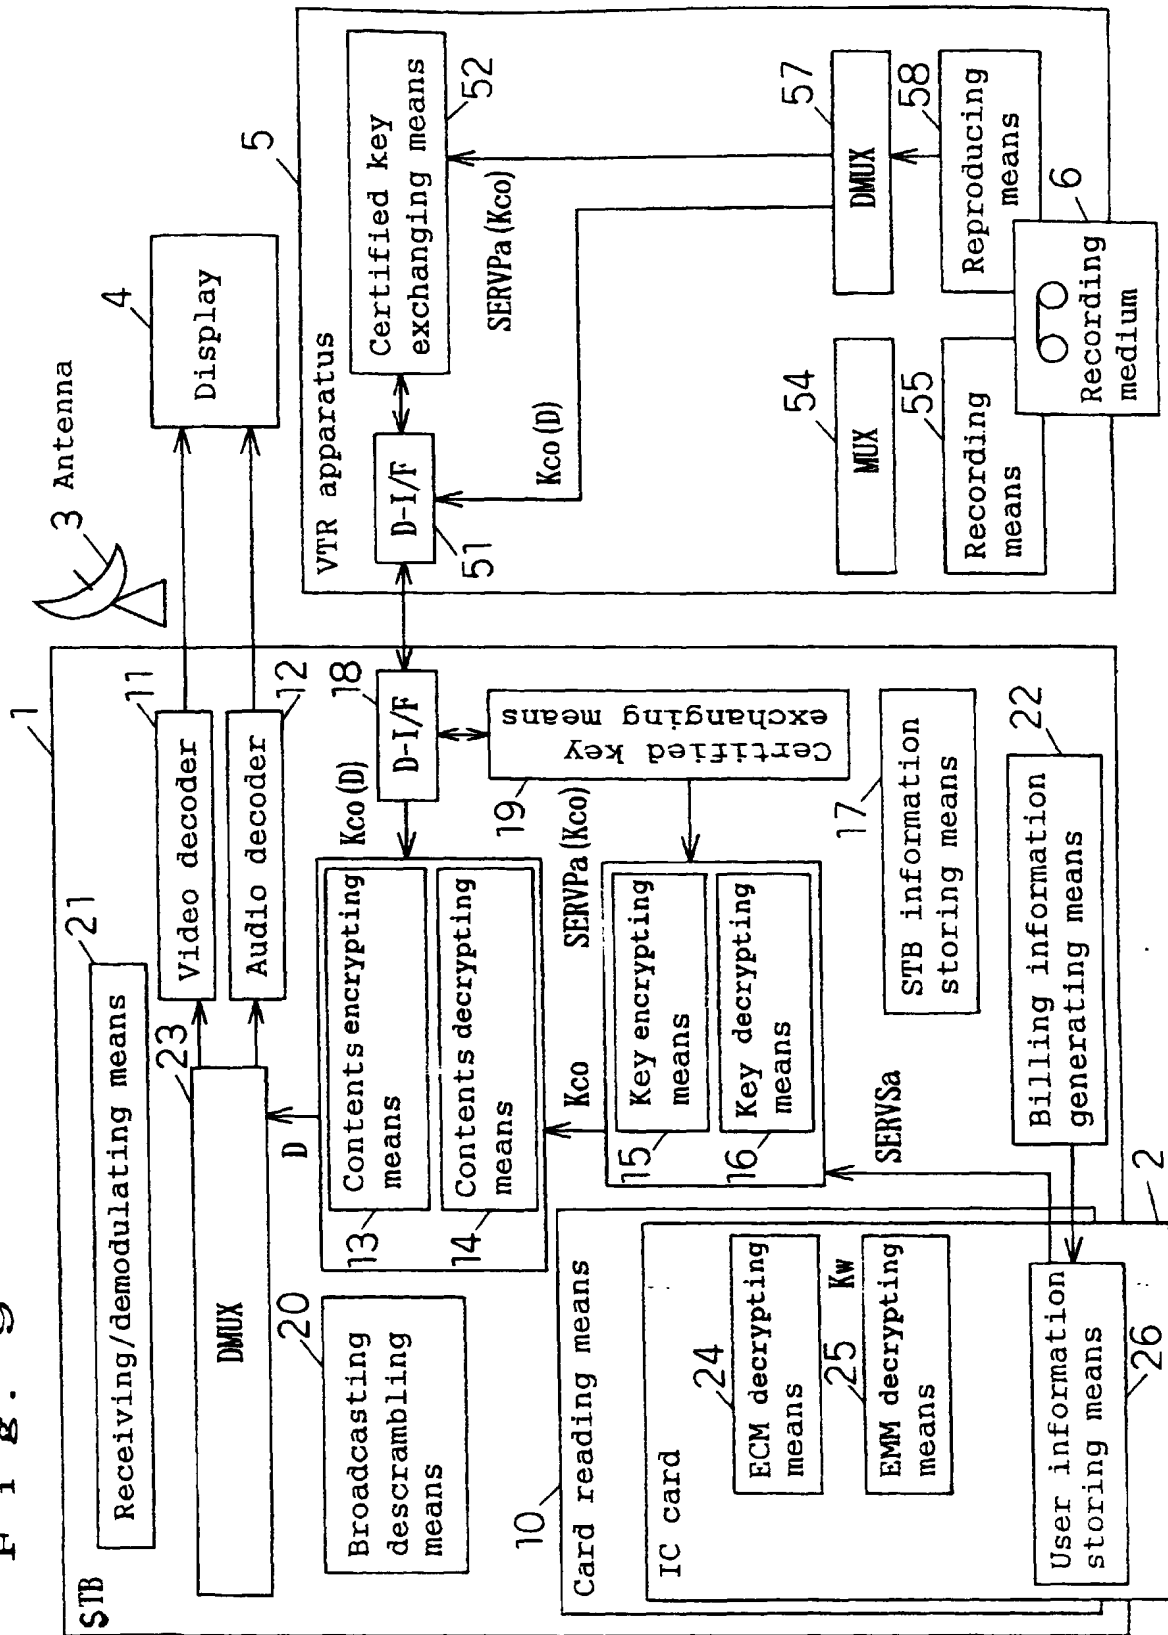 Fig. 9
STB
1
Receiving/demodulating means
21
DMUX
23
Video decoder
11
Audio decoder
12
3 Antenna
4
Display
Broadcasting
descrambling
means
20
D
Contents encrypting
means
13
Contents decrypting
means
14
Kco(D)
D-I/F
18
Certified key
exchanging means
19
SERVPa(Kco)
Kco
Key encrypting
means
15
Key decrypting
means
16
SERVSa
STB information
storing means
17
Billing information
generating means
22
10
Card reading means
IC card
2
ECM decrypting
means
24
Kw
EMM decrypting
means
25
User information
storing means
26
5
VTR apparatus
D-I/F
51
Certified key
exchanging means
52
SERVPa(Kco)
Kco(D)
MUX
54
DMUX
57
Recording
means
55
Reproducing
means
58
Recording
medium
6